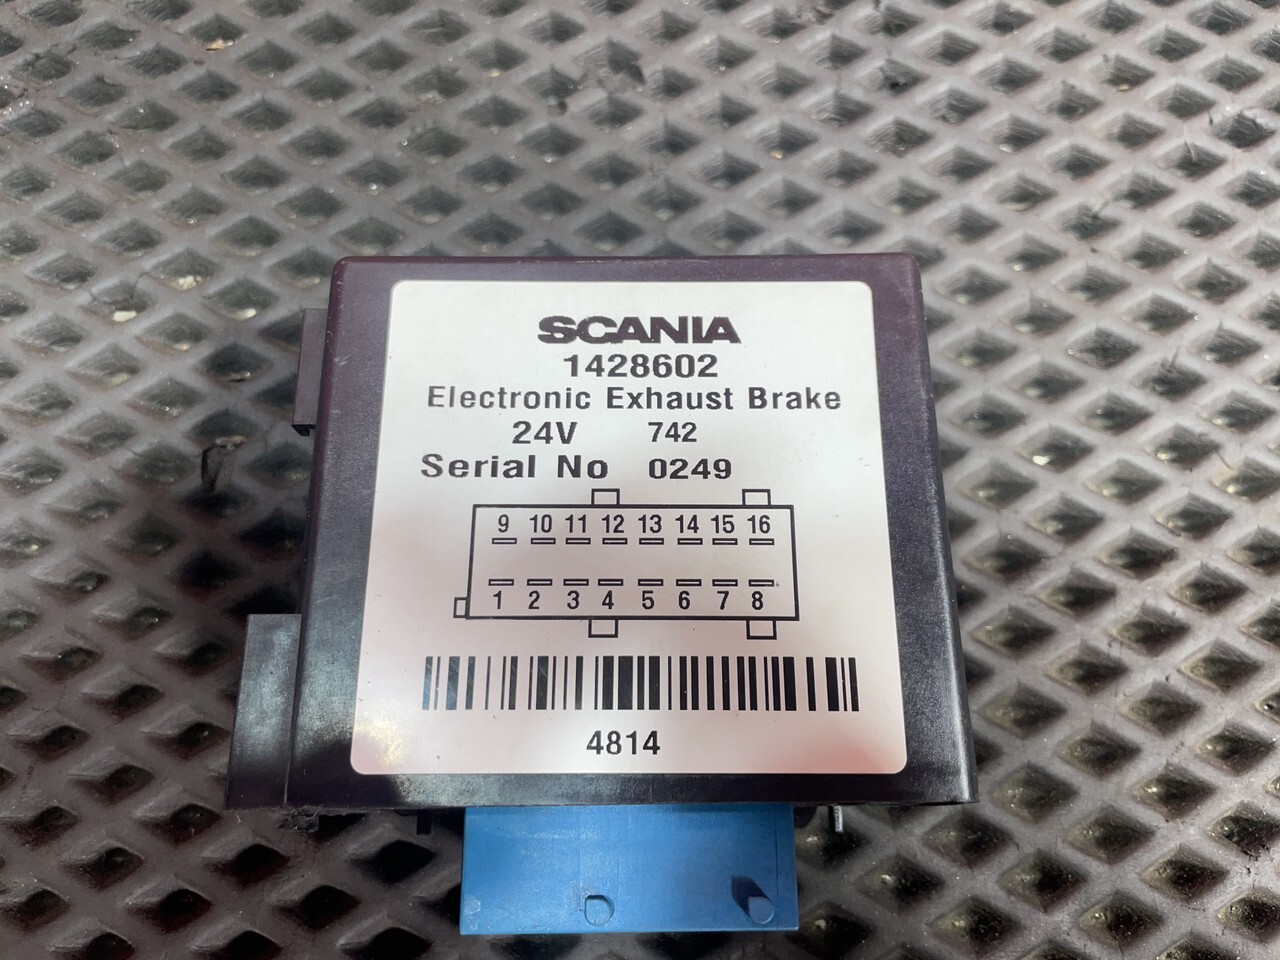 SCANIA
1428602
Electronic Exhaust Brake
24V 742
Serial No 0249
9 10 11 12 13 14 15 16
1 2 3 4 5 6 7 8
4814